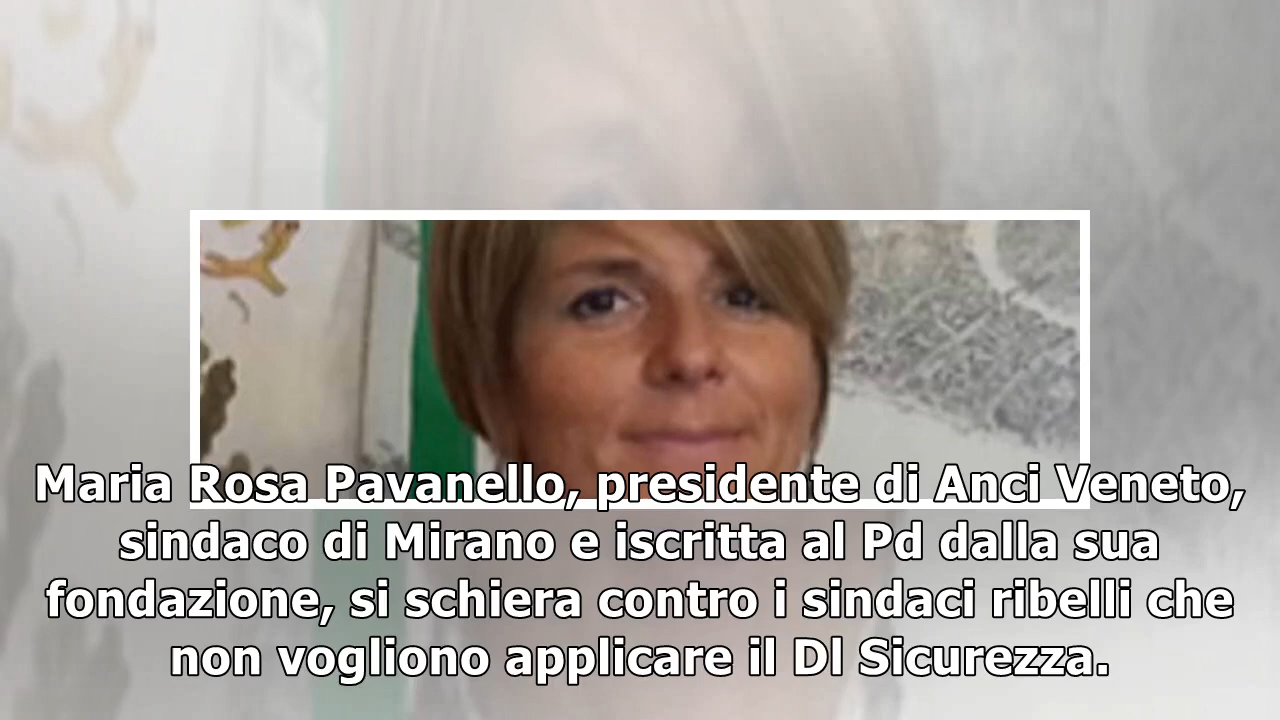 Maria Rosa Pavanello, presidente di Anci Veneto,
sindaco di Mirano e iscritta al Pd dalla sua
fondazione, si schiera contro i sindaci ribelli che
non vogliono applicare il Dl Sicurezza.